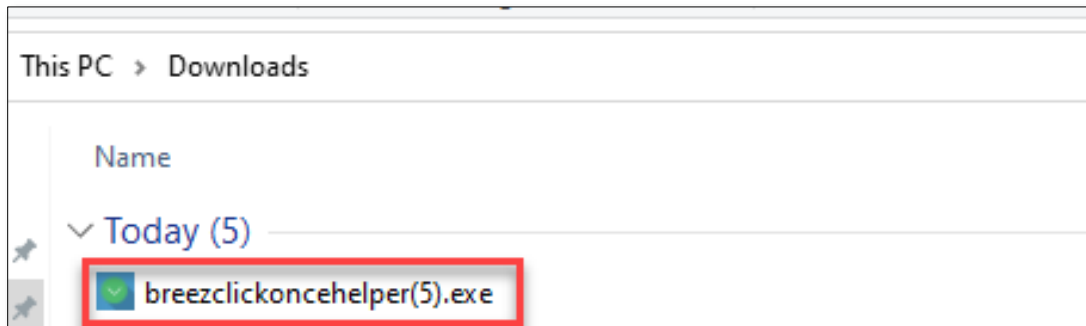 This PC > Downloads
Name
Today (5)
breezclickoncehelper(5).exe